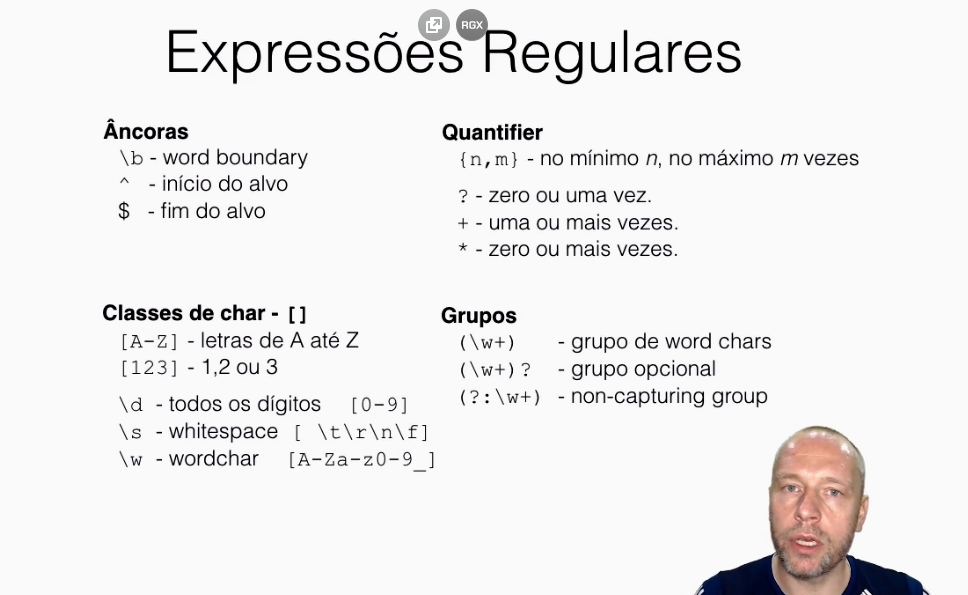 RGX
Expressões Regulares
Âncoras
\b - word boundary
^ - início do alvo
$ - fim do alvo
Quantifier
{n,m} - no mínimo n, no máximo m vezes
? - zero ou uma vez.
+ - uma ou mais vezes.
* - zero ou mais vezes.
Classes de char - []
[A-Z] - letras de A até Z
[123] - 1,2 ou 3
\d - todos os dígitos [0-9]
\s - whitespace [ \t\r\n\f]
\w - wordchar [A-Za-z0-9_]
Grupos
(\w+) - grupo de word chars
(\w+)? - grupo opcional
(?:\w+) - non-capturing group